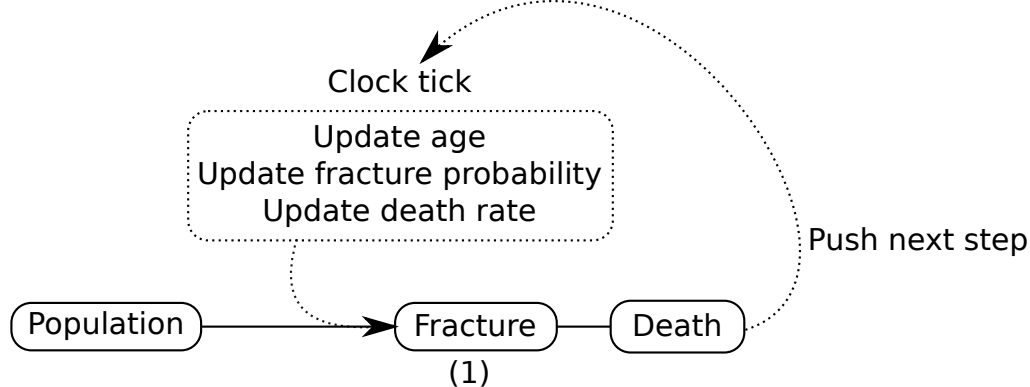 Clock tick
Update age
Update fracture probability
Update death rate
Push next step
Population
Fracture
Death
(1)